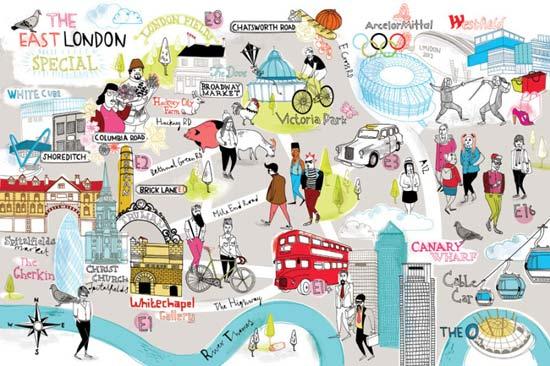 THE
EAST LONDON
SPECIAL
LONDON FIELDS
E8
CHATSWORTH ROAD
ArcelorMittal
Westfield
LONDON
2012
WHITE CUBE
The Dove
BROADWAY
MARKET
Hackney City
Farm
Hackney RD
Victoria Park
COLUMBIA ROAD
SHOREDITCH
E2
Bethnal Green Rd
E3
A12
BRICK LANE
E1
TRUMAN
Mile End Road
E16
Spitalfields
Market
The
Gherkin
CHRIST
CHURCH
Spitalfields
CANARY
WHARF
Cable
Car
Whitechapel
Gallery
E1
The Highway
River Thames
THE O2
N
W
E
S